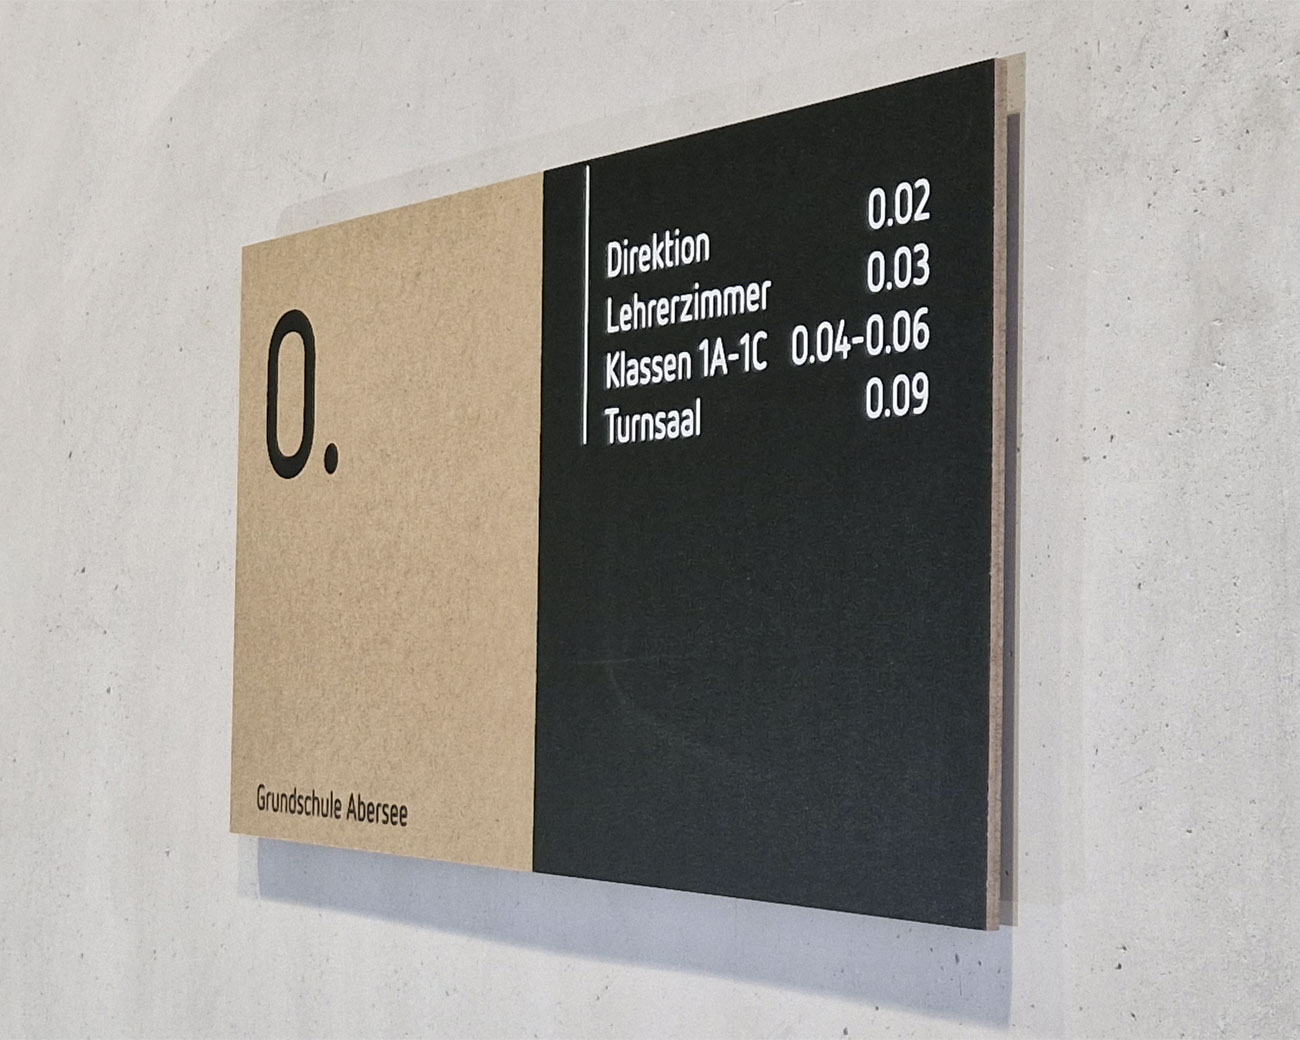 0.
Grundschule Abersee
Direktion 0.02
Lehrerzimmer 0.03
Klassen 1A-1C 0.04-0.06
Turnsaal 0.09